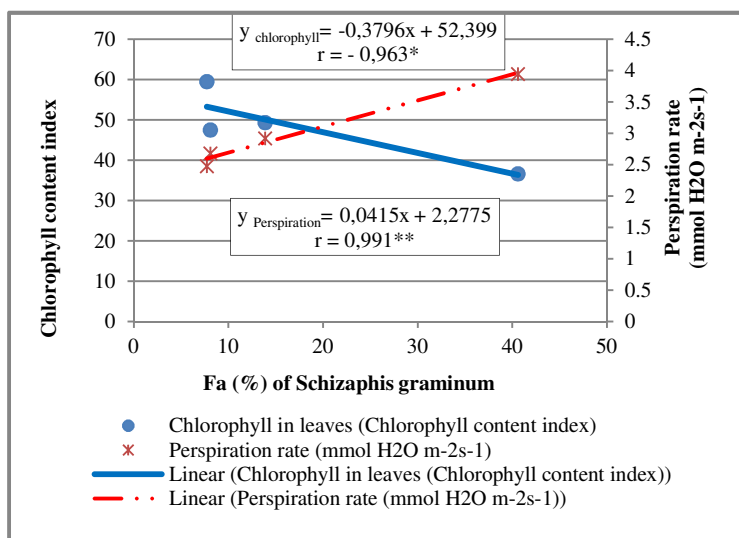 y chlorophyll= -0,3796x + 52,399
r = - 0,963*
y Perspiration= 0,0415x + 2,2775
r = 0,991**
70
60
50
40
30
20
10
0
Chlorophyll content index
4.5
4
3.5
3
2.5
2
1.5
1
0.5
0
Perspiration rate
(mmol H2O m-2s-1)
0 10 20 30 40 50
Fa (%) of Schizaphis graminum
Chlorophyll in leaves (Chlorophyll content index)
Perspiration rate (mmol H2O m-2s-1)
Linear (Chlorophyll in leaves (Chlorophyll content index))
Linear (Perspiration rate (mmol H2O m-2s-1))